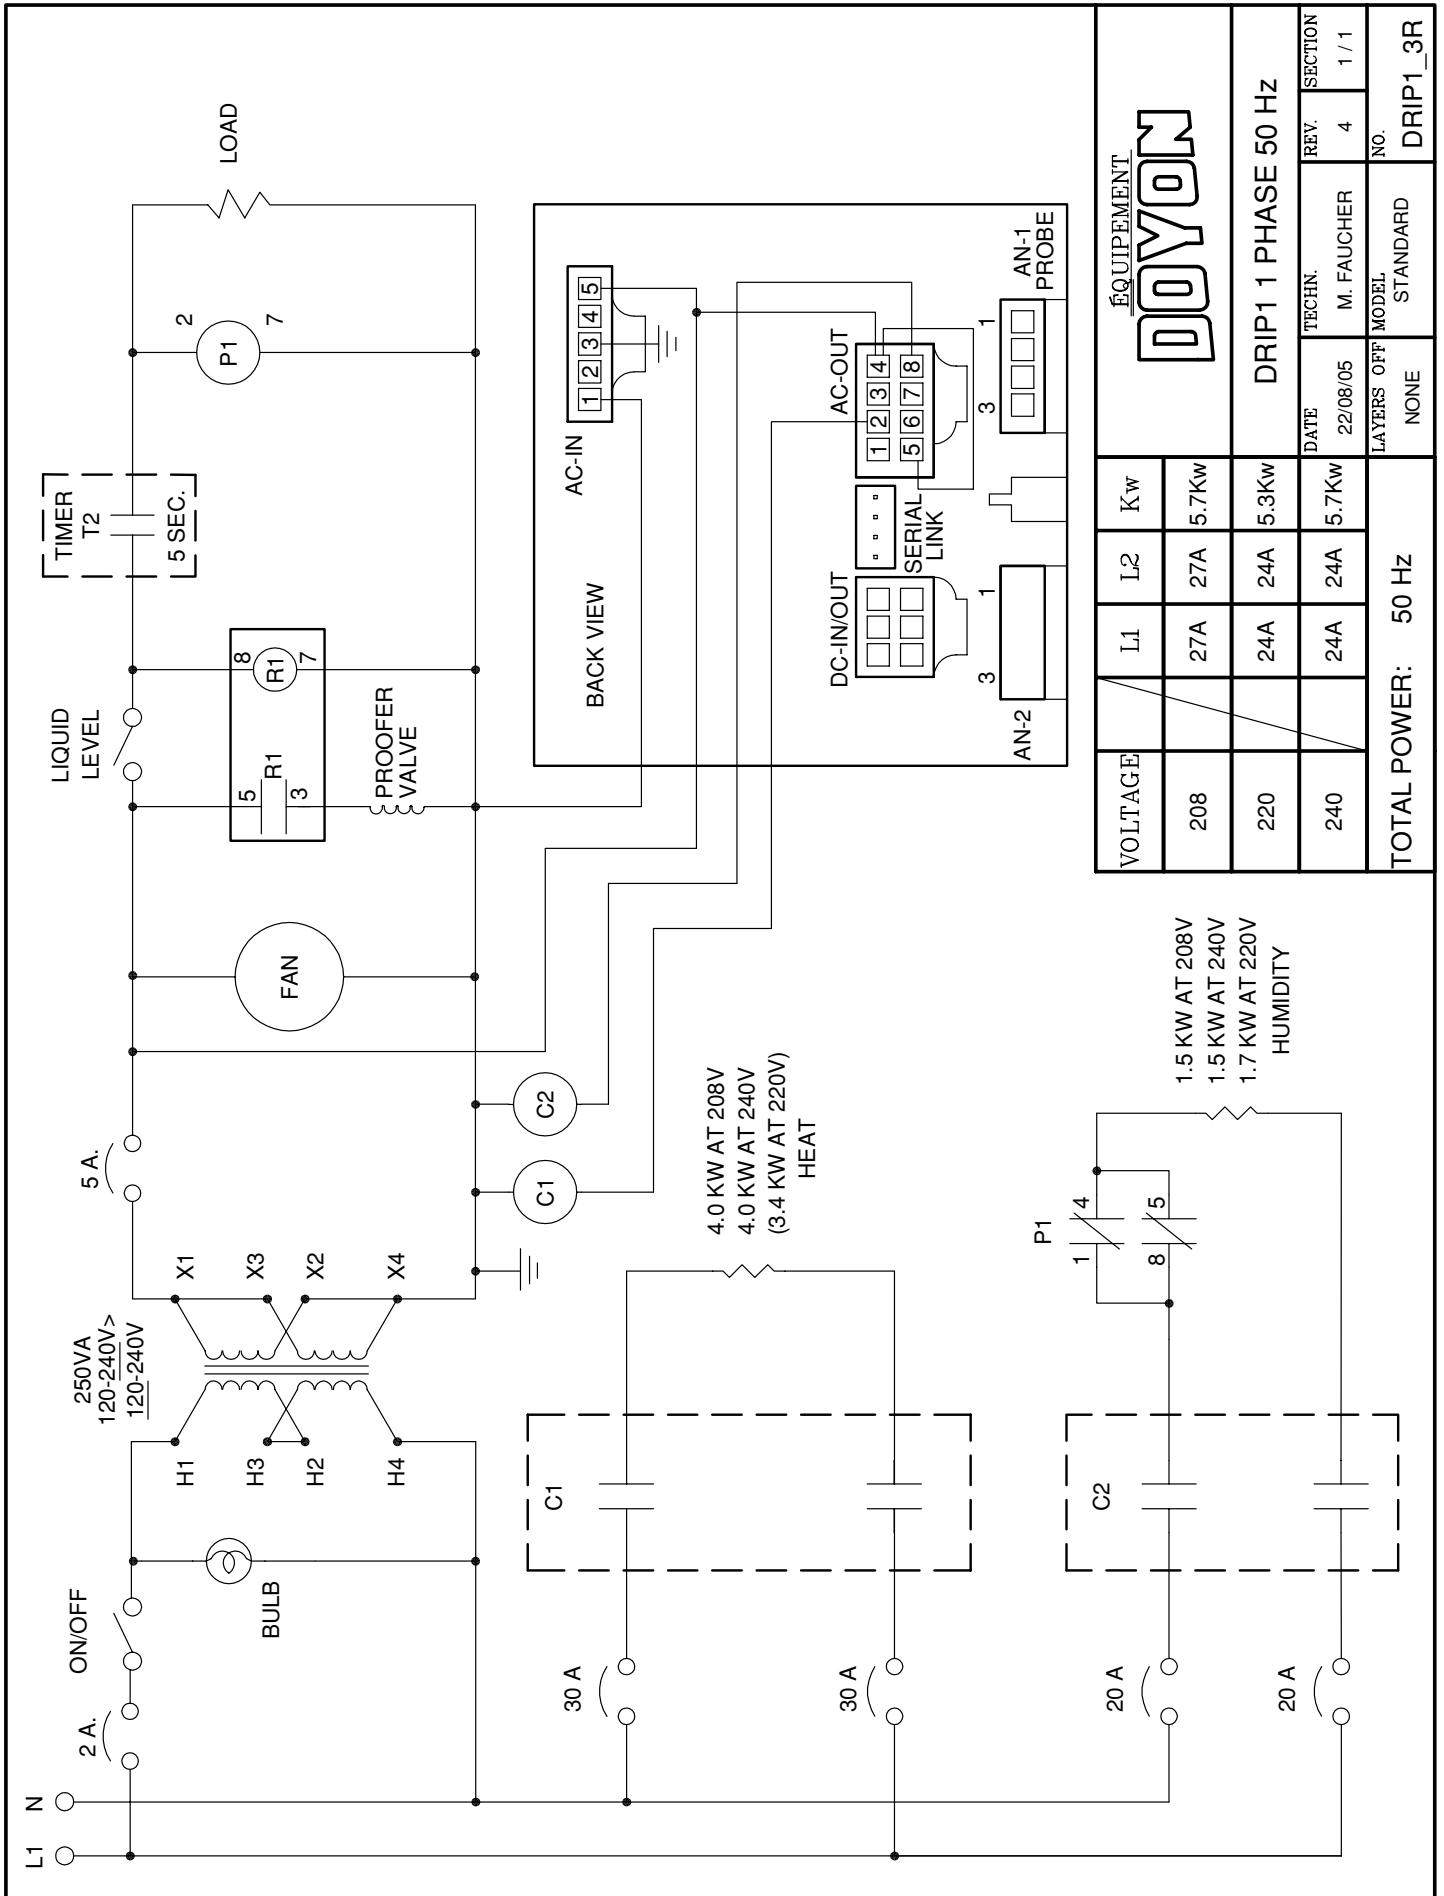 L1
N
2 A.
ON/OFF
BULB
250VA
120-240V>
120-240V
H1
H3
H2
H4
X1
X3
X2
X4
5 A.
FAN
LIQUID
LEVEL
5
R1
3
8
R1
7
PROOFER
VALVE
TIMER
T2
5 SEC.
2
P1
7
LOAD
C1
C2
30 A
30 A
C1
4.0 KW AT 208V
4.0 KW AT 240V
(3.4 KW AT 220V)
HEAT
20 A
20 A
C2
P1
1
4
8
5
1.5 KW AT 208V
1.5 KW AT 240V
1.7 KW AT 220V
HUMIDITY
BACK VIEW
AC-IN
1 2 3 4 5
DC-IN/OUT
SERIAL
LINK
AC-OUT
1 2 3 4
5 6 7 8
AN-2
3 1
3 1
AN-1
PROBE
VOLTAGE L1 L2 Kw
208 27A 27A 5.7Kw
220 24A 24A 5.3Kw
240 24A 24A 5.7Kw
TOTAL POWER: 50 Hz
ÉQUIPEMENT
DOYON
DRIP1 1 PHASE 50 Hz
DATE TECHN. REV. SECTION
22/08/05 M. FAUCHER 4 1 / 1
LAYERS OFF MODEL NO.
NONE STANDARD DRIP1_3R